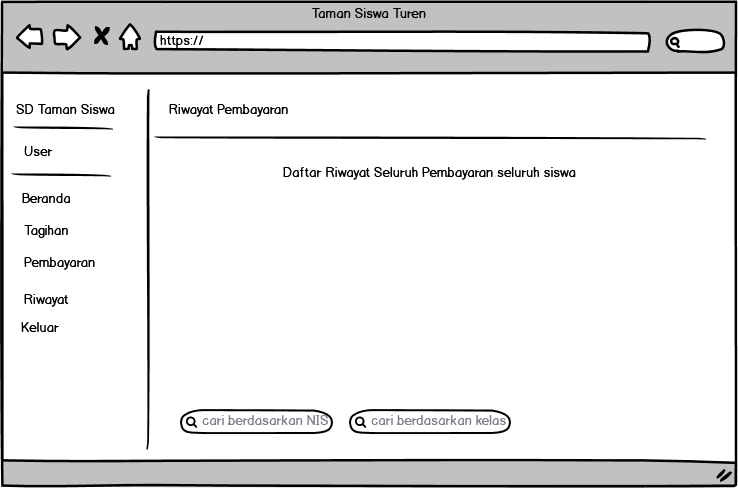 Taman Siswa Turen
https://
SD Taman Siswa
User
Beranda
Tagihan
Pembayaran
Riwayat
Keluar
Riwayat Pembayaran
Daftar Riwayat Seluruh Pembayaran seluruh siswa
cari berdasarkan NIS
cari berdasarkan kelas